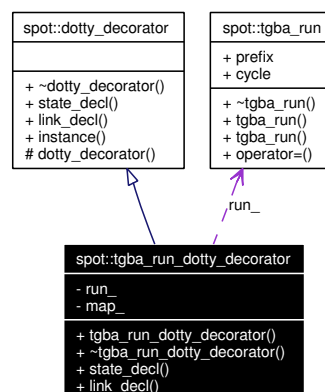 spot::dotty_decorator
+ ~dotty_decorator()
+ state_decl()
+ link_decl()
+ instance()
# dotty_decorator()
spot::tgba_run
+ prefix
+ cycle
+ ~tgba_run()
+ tgba_run()
+ tgba_run()
+ operator=()
run_
spot::tgba_run_dotty_decorator
- run_
- map_
+ tgba_run_dotty_decorator()
+ ~tgba_run_dotty_decorator()
+ state_decl()
+ link_decl()